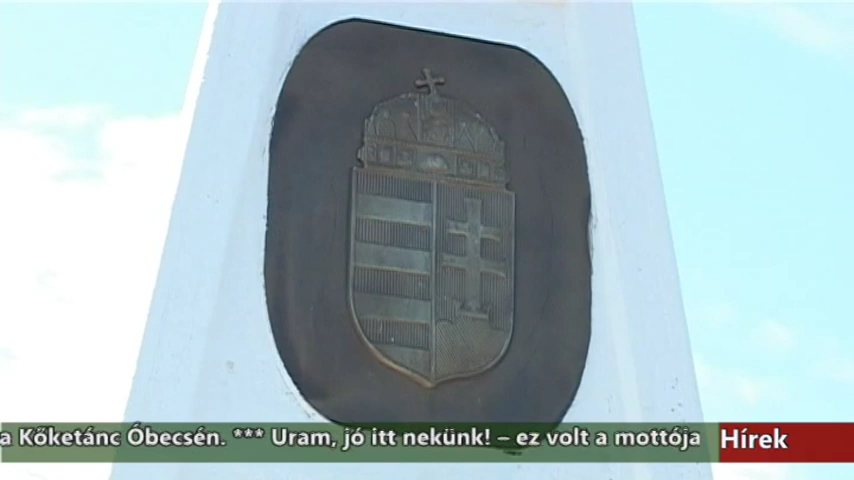 a Kőketánc Óbecsén. *** Uram, jó itt nekünk! – ez volt a mottója Hírek